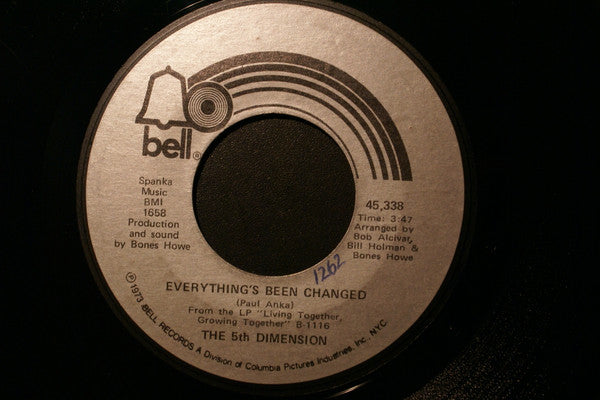 bell®
Spanka
Music
BMI
1658
Production
and sound
by Bones Howe
45,338
Time: 3:47
Arranged by
Bob Alcivar,
Bill Holman &
Bones Howe
1262
EVERYTHING'S BEEN CHANGED
(Paul Anka)
From the LP "Living Together,
Growing Together" B-1116
THE 5th DIMENSION
℗1973 BELL RECORDS A Division of Columbia Pictures Industries, Inc. NYC